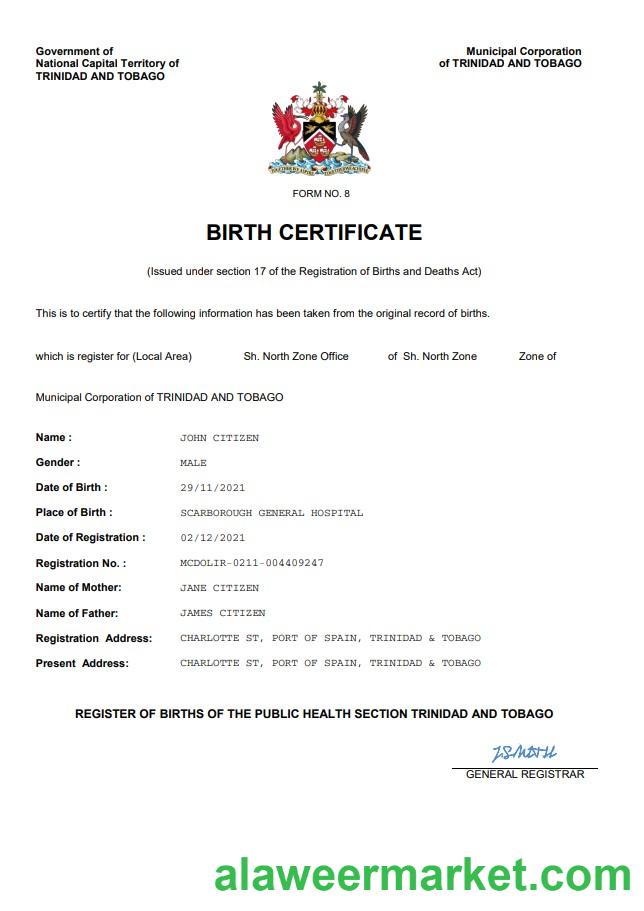 Government of
National Capital Territory of
TRINIDAD AND TOBAGO
Municipal Corporation
of TRINIDAD AND TOBAGO
TOGETHER WE ASPIRE TOGETHER WE ACHIEVE
FORM NO. 8
BIRTH CERTIFICATE
(Issued under section 17 of the Registration of Births and Deaths Act)
This is to certify that the following information has been taken from the original record of births.
which is register for (Local Area) Sh. North Zone Office of Sh. North Zone Zone of
Municipal Corporation of TRINIDAD AND TOBAGO
Name : JOHN CITIZEN
Gender : MALE
Date of Birth : 29/11/2021
Place of Birth : SCARBOROUGH GENERAL HOSPITAL
Date of Registration : 02/12/2021
Registration No. : MCDOLIR-0211-004409247
Name of Mother: JANE CITIZEN
Name of Father: JAMES CITIZEN
Registration Address: CHARLOTTE ST, PORT OF SPAIN, TRINIDAD & TOBAGO
Present Address: CHARLOTTE ST, PORT OF SPAIN, TRINIDAD & TOBAGO
REGISTER OF BIRTHS OF THE PUBLIC HEALTH SECTION TRINIDAD AND TOBAGO
GENERAL REGISTRAR
alaweermarket.com